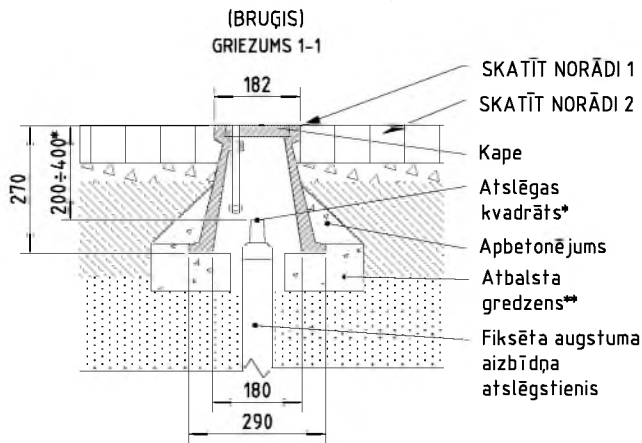 (BRUĢIS)
GRIEZUMS 1-1
182
SKATĪT NORĀDI 1
SKATĪT NORĀDI 2
Kape
Atslēgas
kvadrāts*
Apbetonējums
Atbalsta
gredzens**
Fiksēta augstuma
aizbīdņa
atslēgstienis
270
200÷400*
180
290